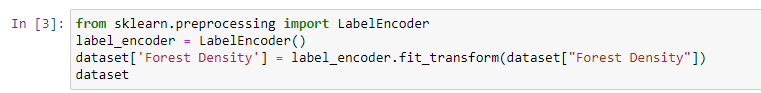 In [3]: from sklearn.preprocessing import LabelEncoder
label_encoder = LabelEncoder()
dataset['Forest Density'] = label_encoder.fit_transform(dataset["Forest Density"])
dataset